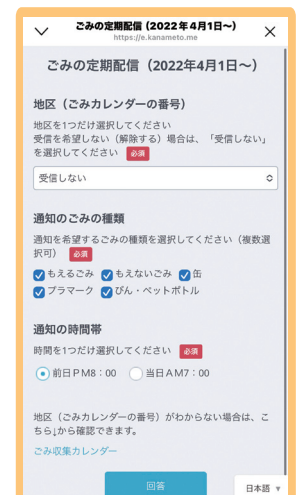 ごみの定期配信 (2022年4月1日〜)
https://e.kanameto.me
ごみの定期配信（2022年4月1日〜）
地区（ごみカレンダーの番号）
地区を1つだけ選択してください
受信を希望しない（解除する）場合は、「受信しない」
を選択してください 必須
受信しない
通知のごみの種類
通知を希望するごみの種類を選択してください（複数選
択可） 必須
もえるごみ もえないごみ 缶
プラマーク びん・ペットボトル
通知の時間帯
時間を1つだけ選択してください 必須
前日PM8：00 当日AM7：00
地区（ごみカレンダーの番号）がわからない場合は、こ
ちら↓から確認できます。
ごみ収集カレンダー
回答
日本語 ▼